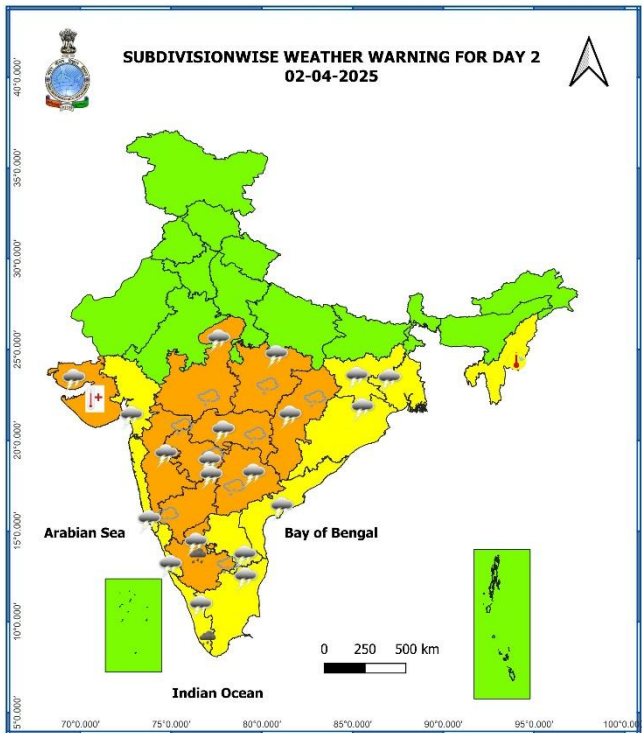 SUBDIVISIONWISE WEATHER WARNING FOR DAY 2
02-04-2025
40°0.000'
35°0.000'
30°0.000'
25°0.000'
20°0.000'
15°0.000'
10°0.000'
5°0.000'
Arabian Sea
Bay of Bengal
0 250 500 km
Indian Ocean
70°0.000' 75°0.000' 80°0.000' 85°0.000' 90°0.000' 95°0.000' 100°0.000'